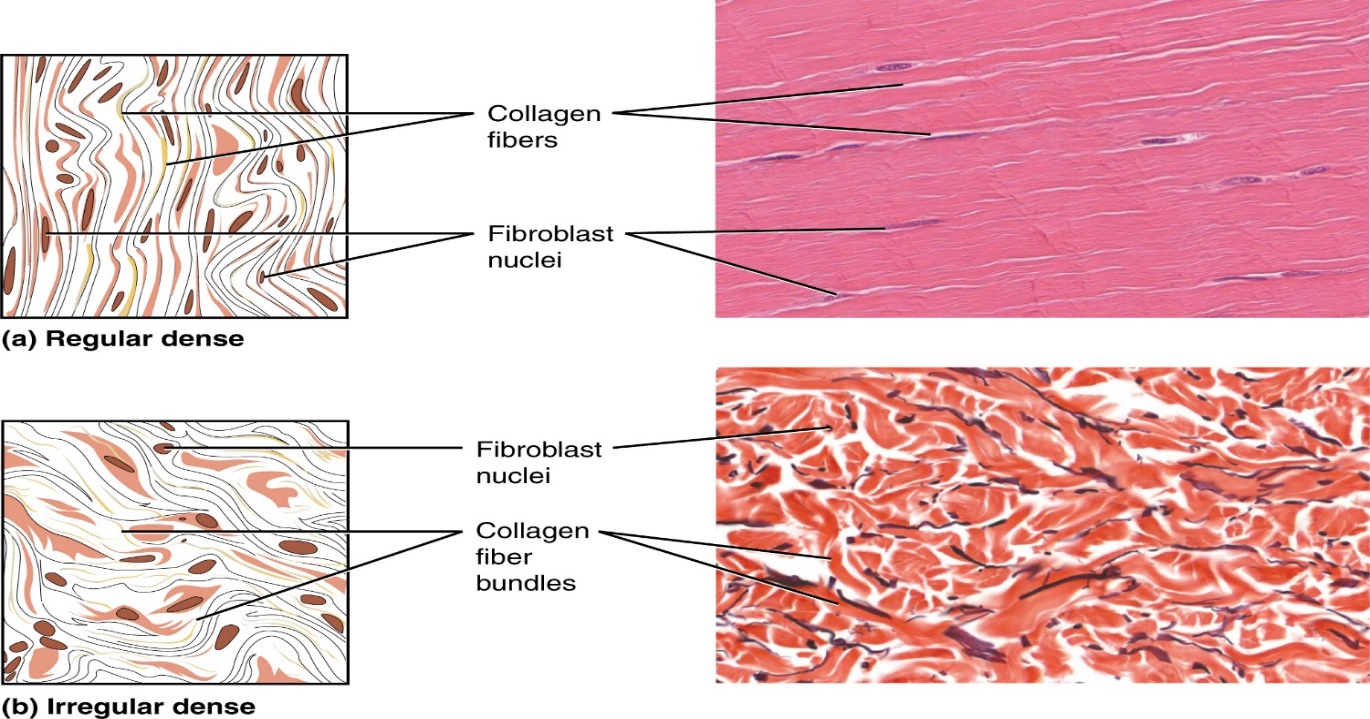 Collagen
fibers
Fibroblast
nuclei
(a) Regular dense
Fibroblast
nuclei
Collagen
fiber
bundles
(b) Irregular dense